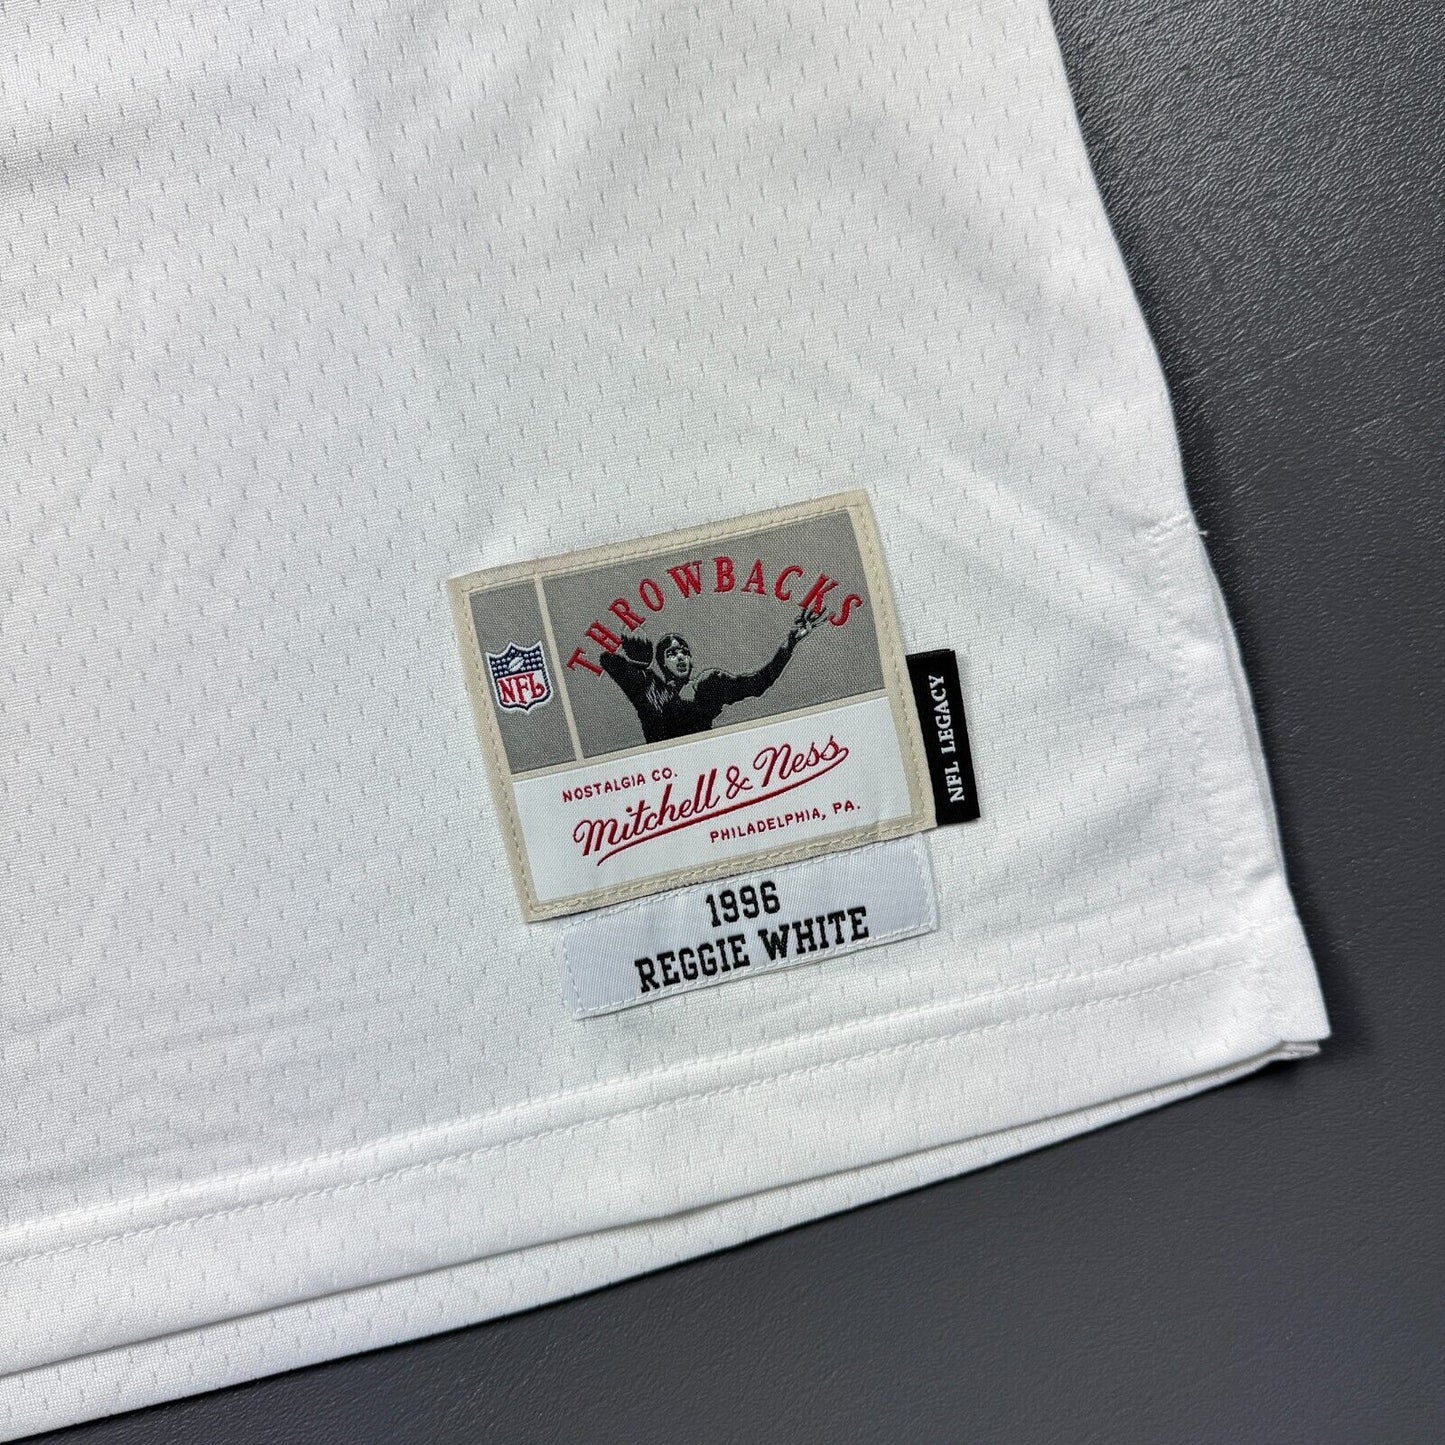 THROWBACKS
NFL
NOSTALGIA CO.
Mitchell & Ness
PHILADELPHIA, PA.
NFL LEGACY
1996
REGGIE WHITE